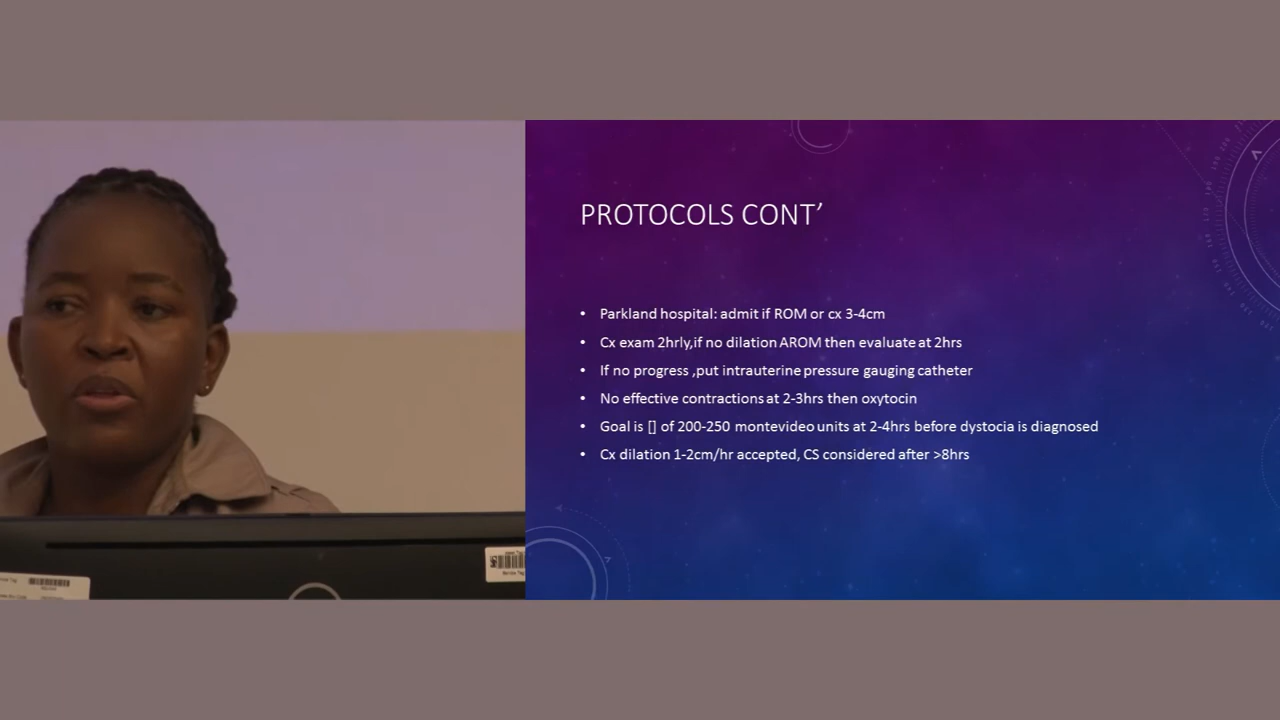 PROTOCOLS CONT’
• Parkland hospital: admit if ROM or cx 3-4cm
• Cx exam 2hrly,if no dilation AROM then evaluate at 2hrs
• If no progress ,put intrauterine pressure gauging catheter
• No effective contractions at 2-3hrs then oxytocin
• Goal is [] of 200-250 montevideo units at 2-4hrs before dystocia is diagnosed
• Cx dilation 1-2cm/hr accepted, CS considered after >8hrs